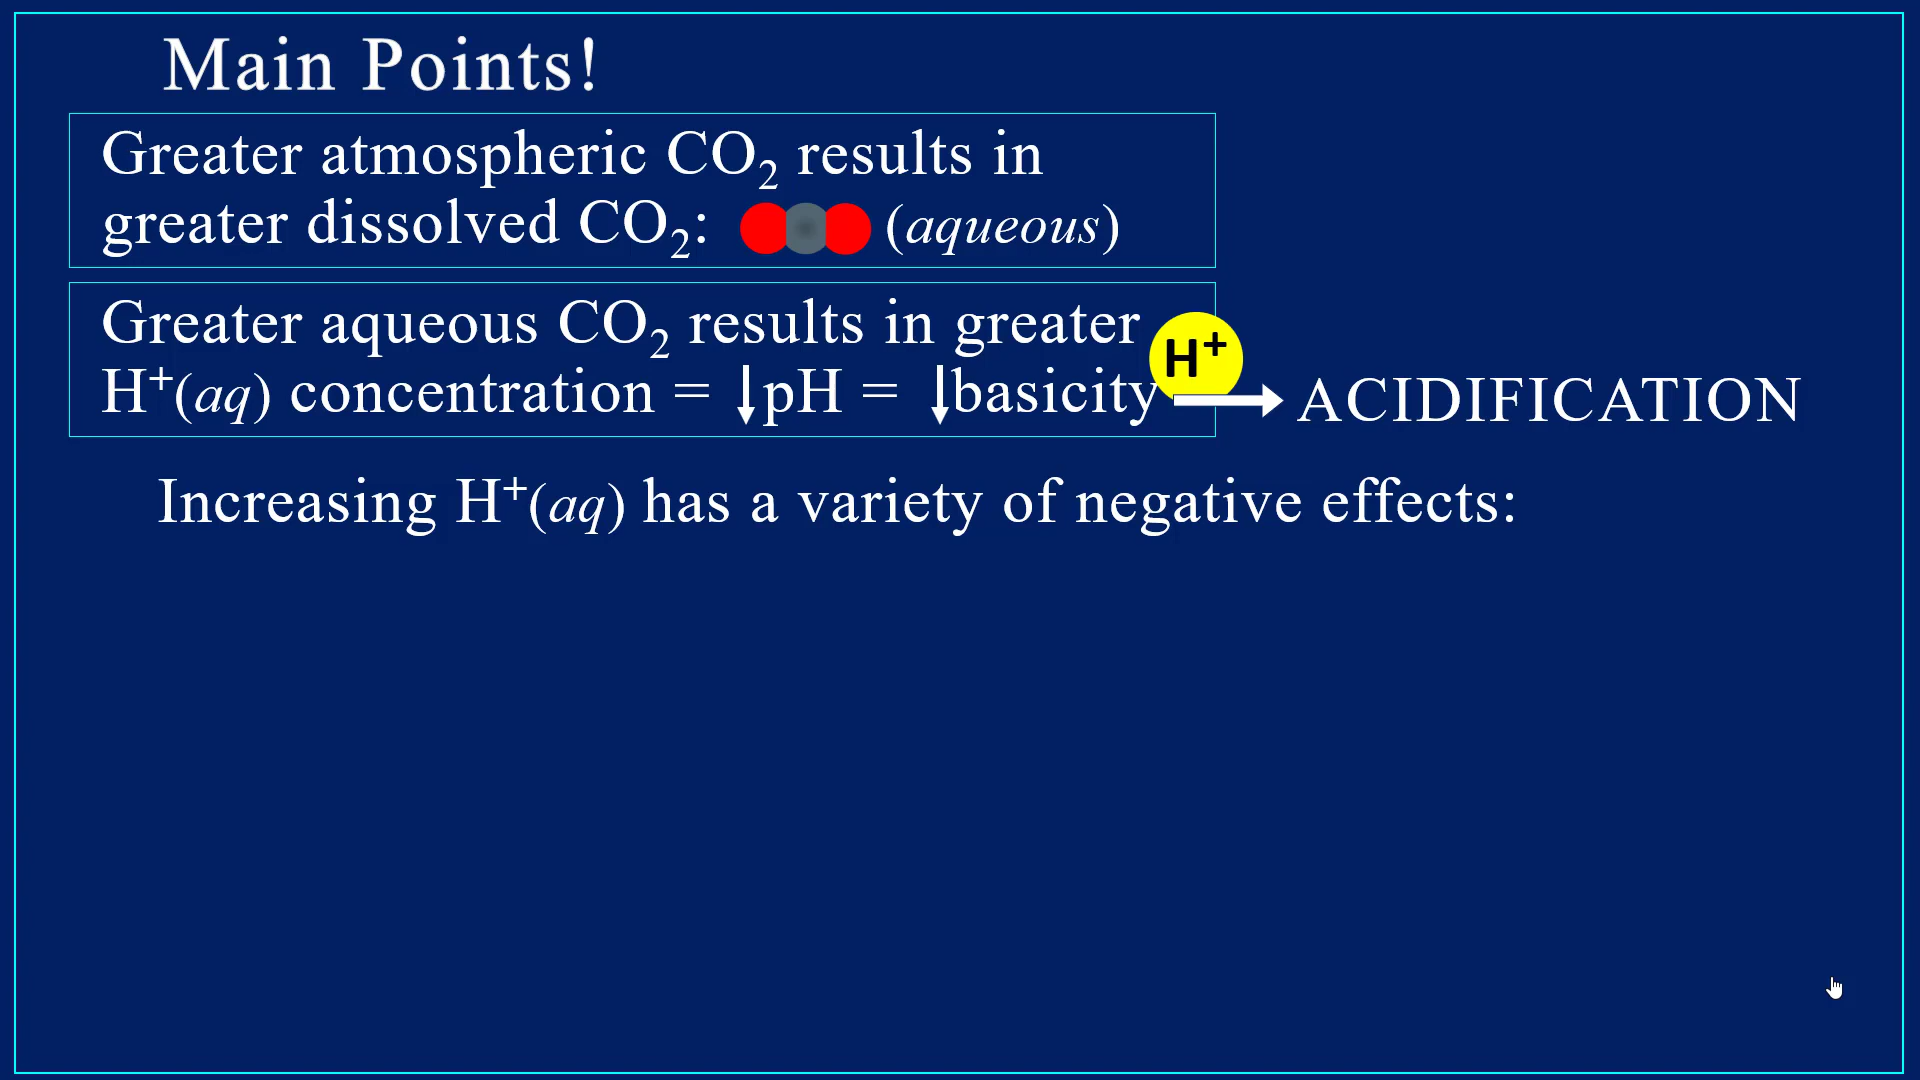 Main Points!
Greater atmospheric CO₂ results in
greater dissolved CO₂: (aqueous)
Greater aqueous CO₂ results in greater
H⁺(aq) concentration = ↓pH = ↓basicity
H⁺
→ ACIDIFICATION
Increasing H⁺(aq) has a variety of negative effects: